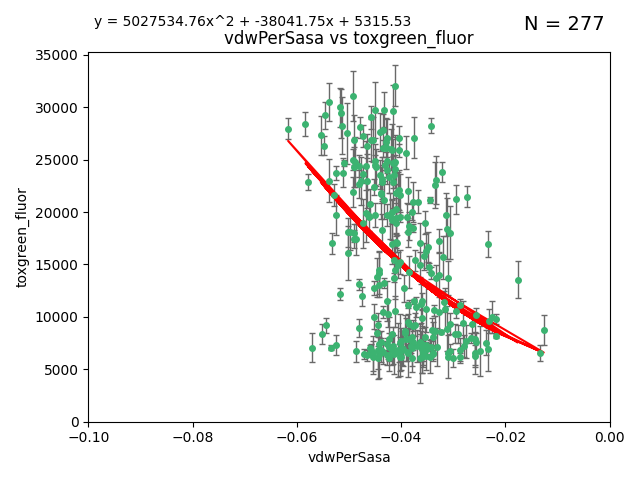 y = 5027534.76x^2 + -38041.75x + 5315.53
N = 277
vdwPerSasa vs toxgreen_fluor
35000
30000
25000
20000
15000
10000
5000
0
toxgreen_fluor
−0.10
−0.08
−0.06
−0.04
−0.02
0.00
vdwPerSasa